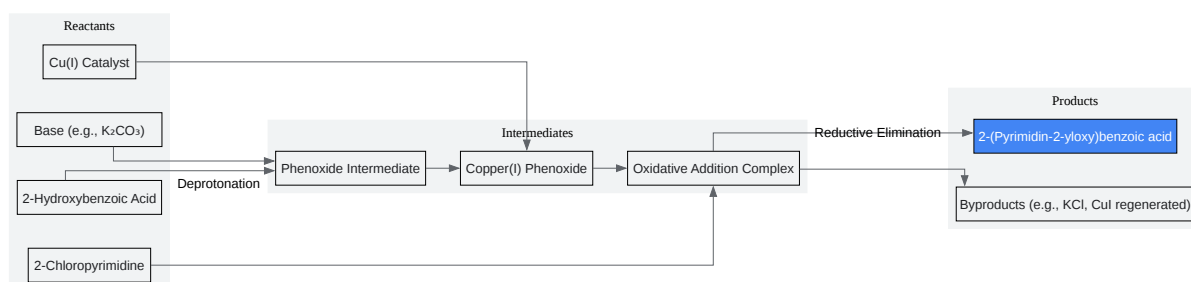 Reactants
Cu(I) Catalyst
Base (e.g., K₂CO₃)
2-Hydroxybenzoic Acid
2-Chloropyrimidine
Deprotonation
Intermediates
Phenoxide Intermediate
Copper(I) Phenoxide
Oxidative Addition Complex
Reductive Elimination
Products
2-(Pyrimidin-2-yloxy)benzoic acid
Byproducts (e.g., KCl, CuI regenerated)